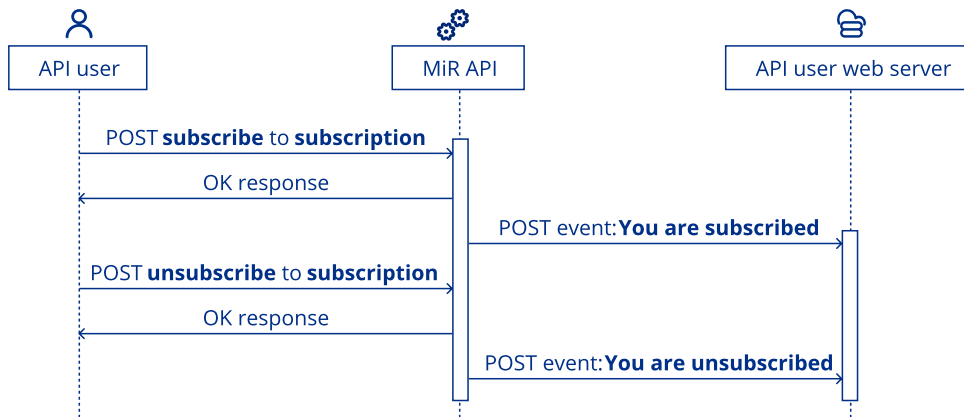 API user
MiR API
API user web server
POST subscribe to subscription
OK response
POST event:You are subscribed
POST unsubscribe to subscription
OK response
POST event:You are unsubscribed